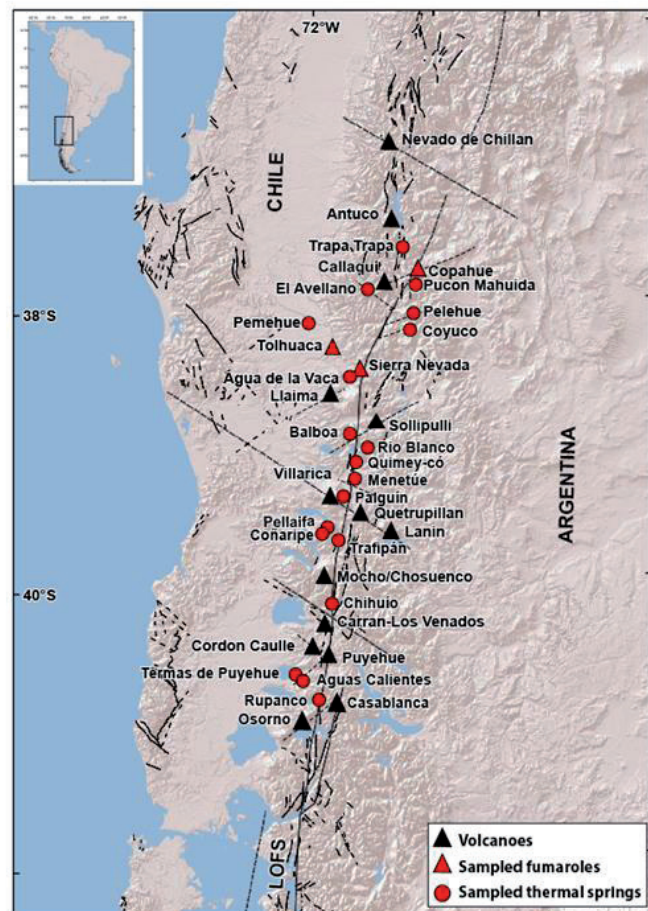 72°W
Nevado de Chillan
CHILE
Antuco
Trapa Trapa
Callaqui
Copahue
El Avellano
Pucon Mahuida
38°S
Pemehue
Pelehue
Coyuco
Tolhuaca
Sierra Nevada
Agua de la Vaca
Llaima
Sollipulli
Balboa
Rio Blanco
Quimey-có
ARGENTINA
Villarica
Menetúe
Palguin
Quetrupillan
Pellaifa
Coñaripe
Lanin
Trafipán
Mocho/Chosuenco
40°S
Chihuio
Carran-Los Venados
Cordon Caulle
Puyehue
Termas de Puyehue
Aguas Calientes
Rupanco
Casablanca
Osorno
LOFS
Volcanoes
Sampled fumaroles
Sampled thermal springs